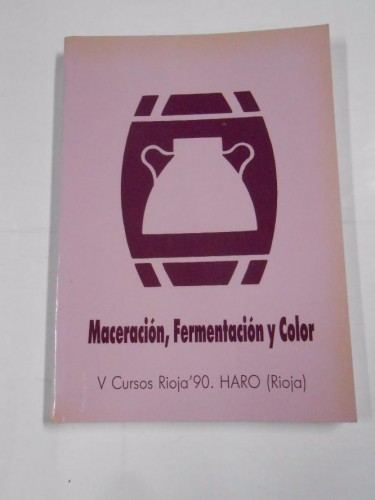 Maceración, Fermentación y Color
V Cursos Rioja'90. HARO (Rioja)